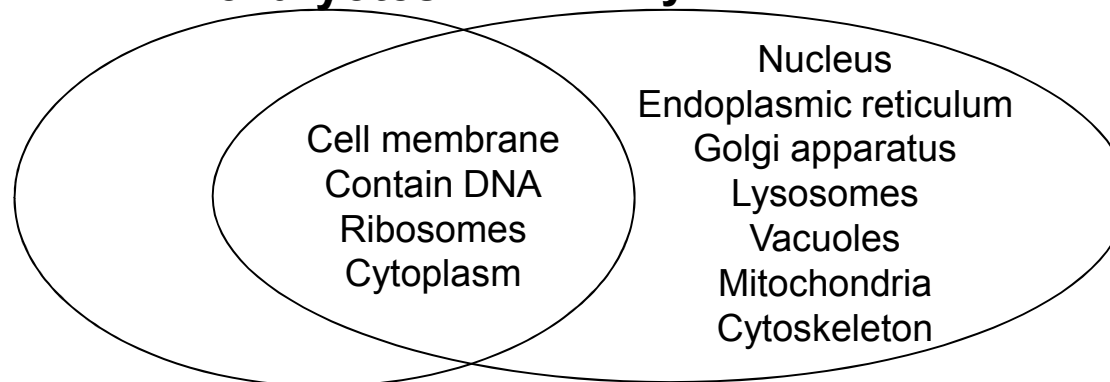 Cell membrane
Contain DNA
Ribosomes
Cytoplasm
Nucleus
Endoplasmic reticulum
Golgi apparatus
Lysosomes
Vacuoles
Mitochondria
Cytoskeleton